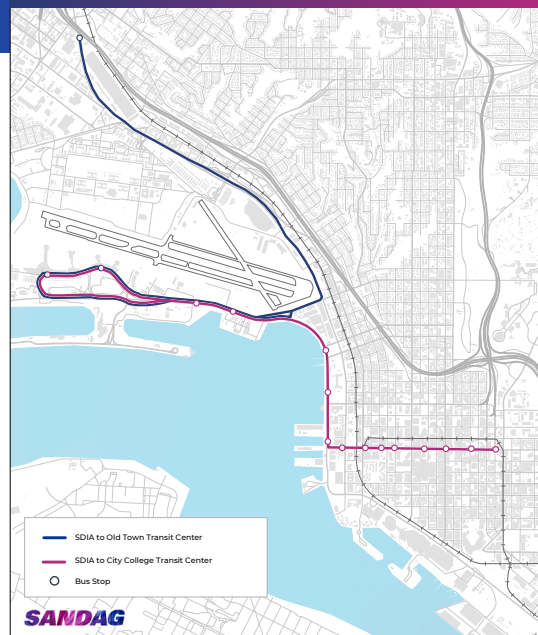 SDIA to Old Town Transit Center
SDIA to City College Transit Center
Bus Stop
SANDAG